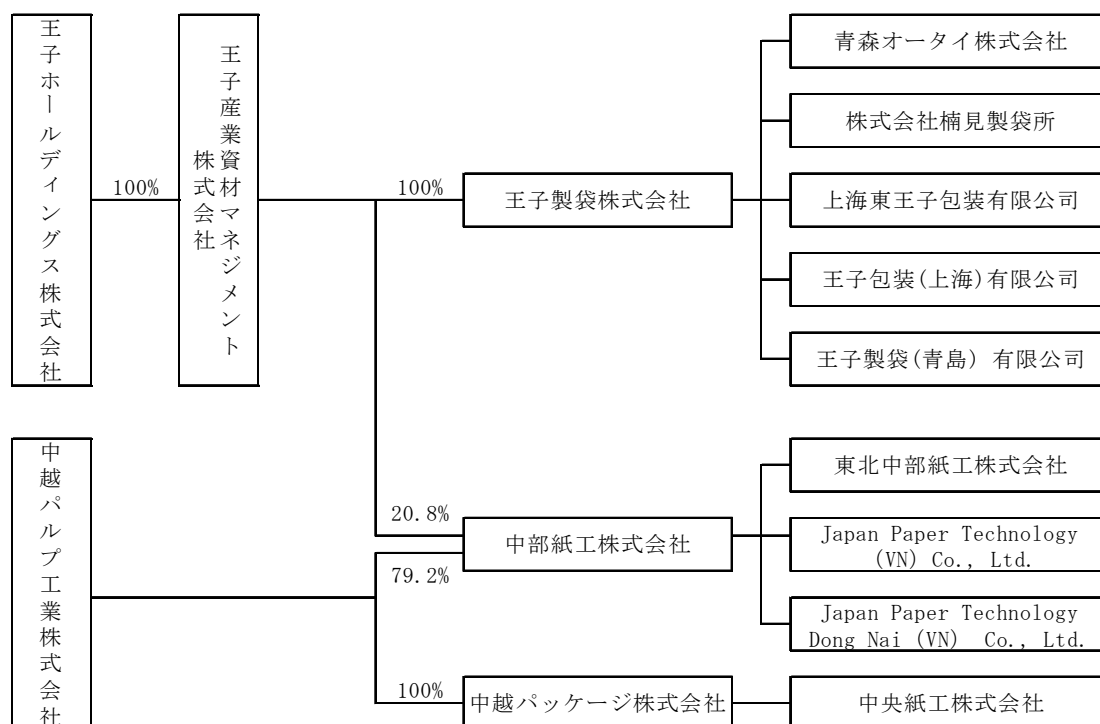 王子ホールディングス株式会社
100%
王子産業資材マネジメント
株式会社
100%
王子製袋株式会社
青森オータイ株式会社
株式会社楠見製袋所
上海東王子包装有限公司
王子包装(上海)有限公司
王子製袋(青島) 有限公司
中越パルプ工業株式会社
20.8%
79.2%
中部紙工株式会社
東北中部紙工株式会社
Japan Paper Technology
(VN) Co., Ltd.
Japan Paper Technology
Dong Nai (VN) Co., Ltd.
100%
中越パッケージ株式会社
中央紙工株式会社